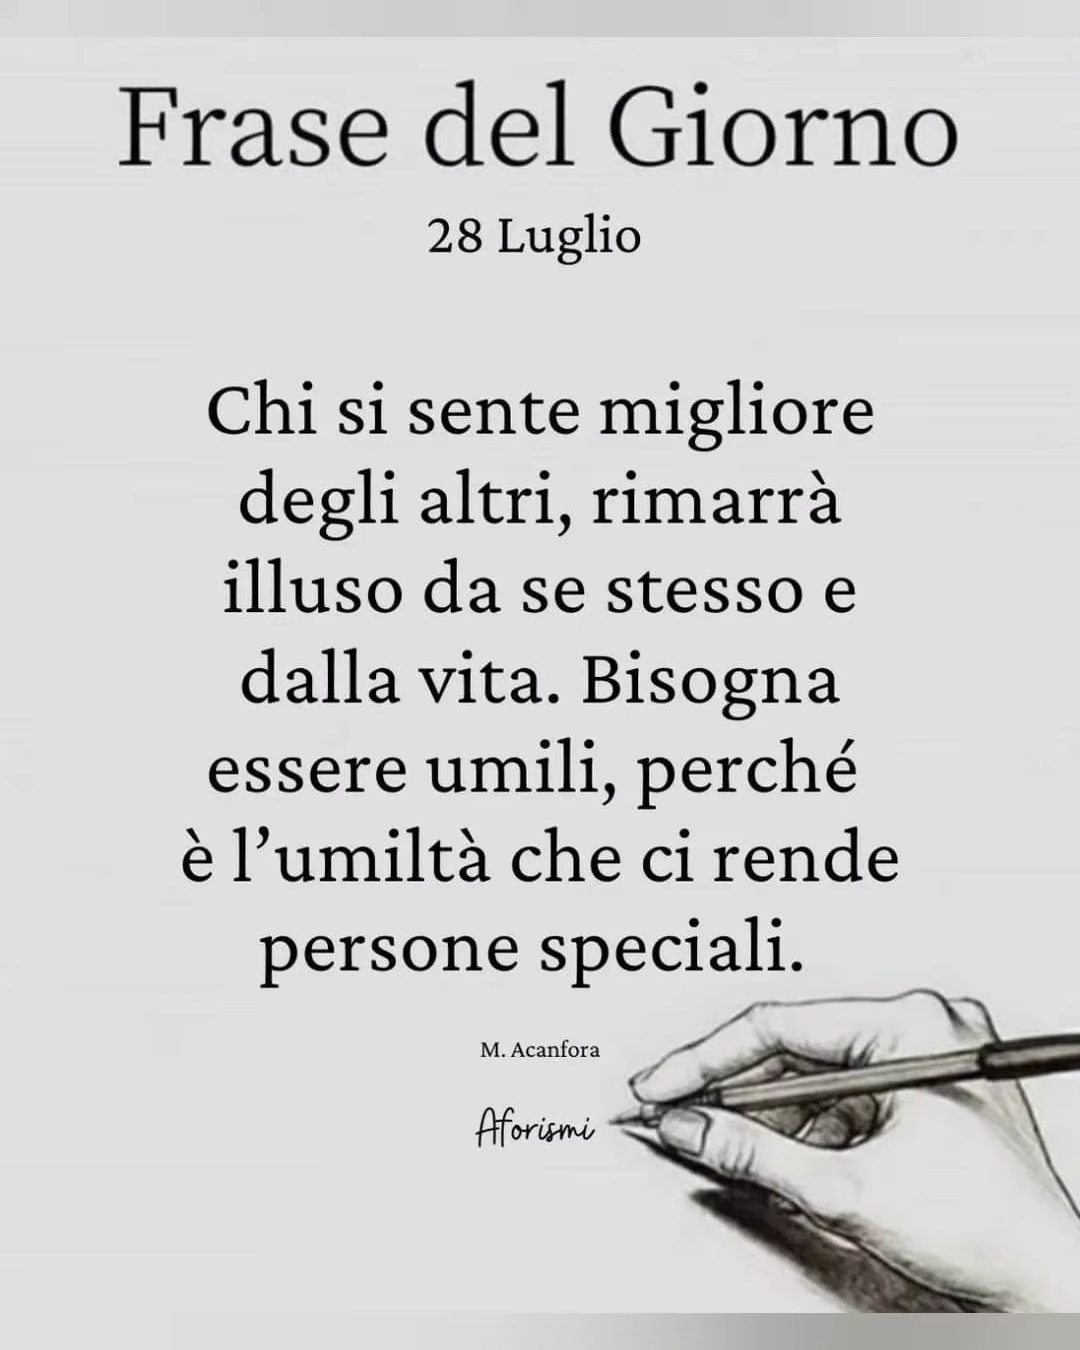 Frase del Giorno
28 Luglio
Chi si sente migliore
degli altri, rimarrà
illuso da se stesso e
dalla vita. Bisogna
essere umili, perché
è l’umiltà che ci rende
persone speciali.
M. Acanfora
Aforismi